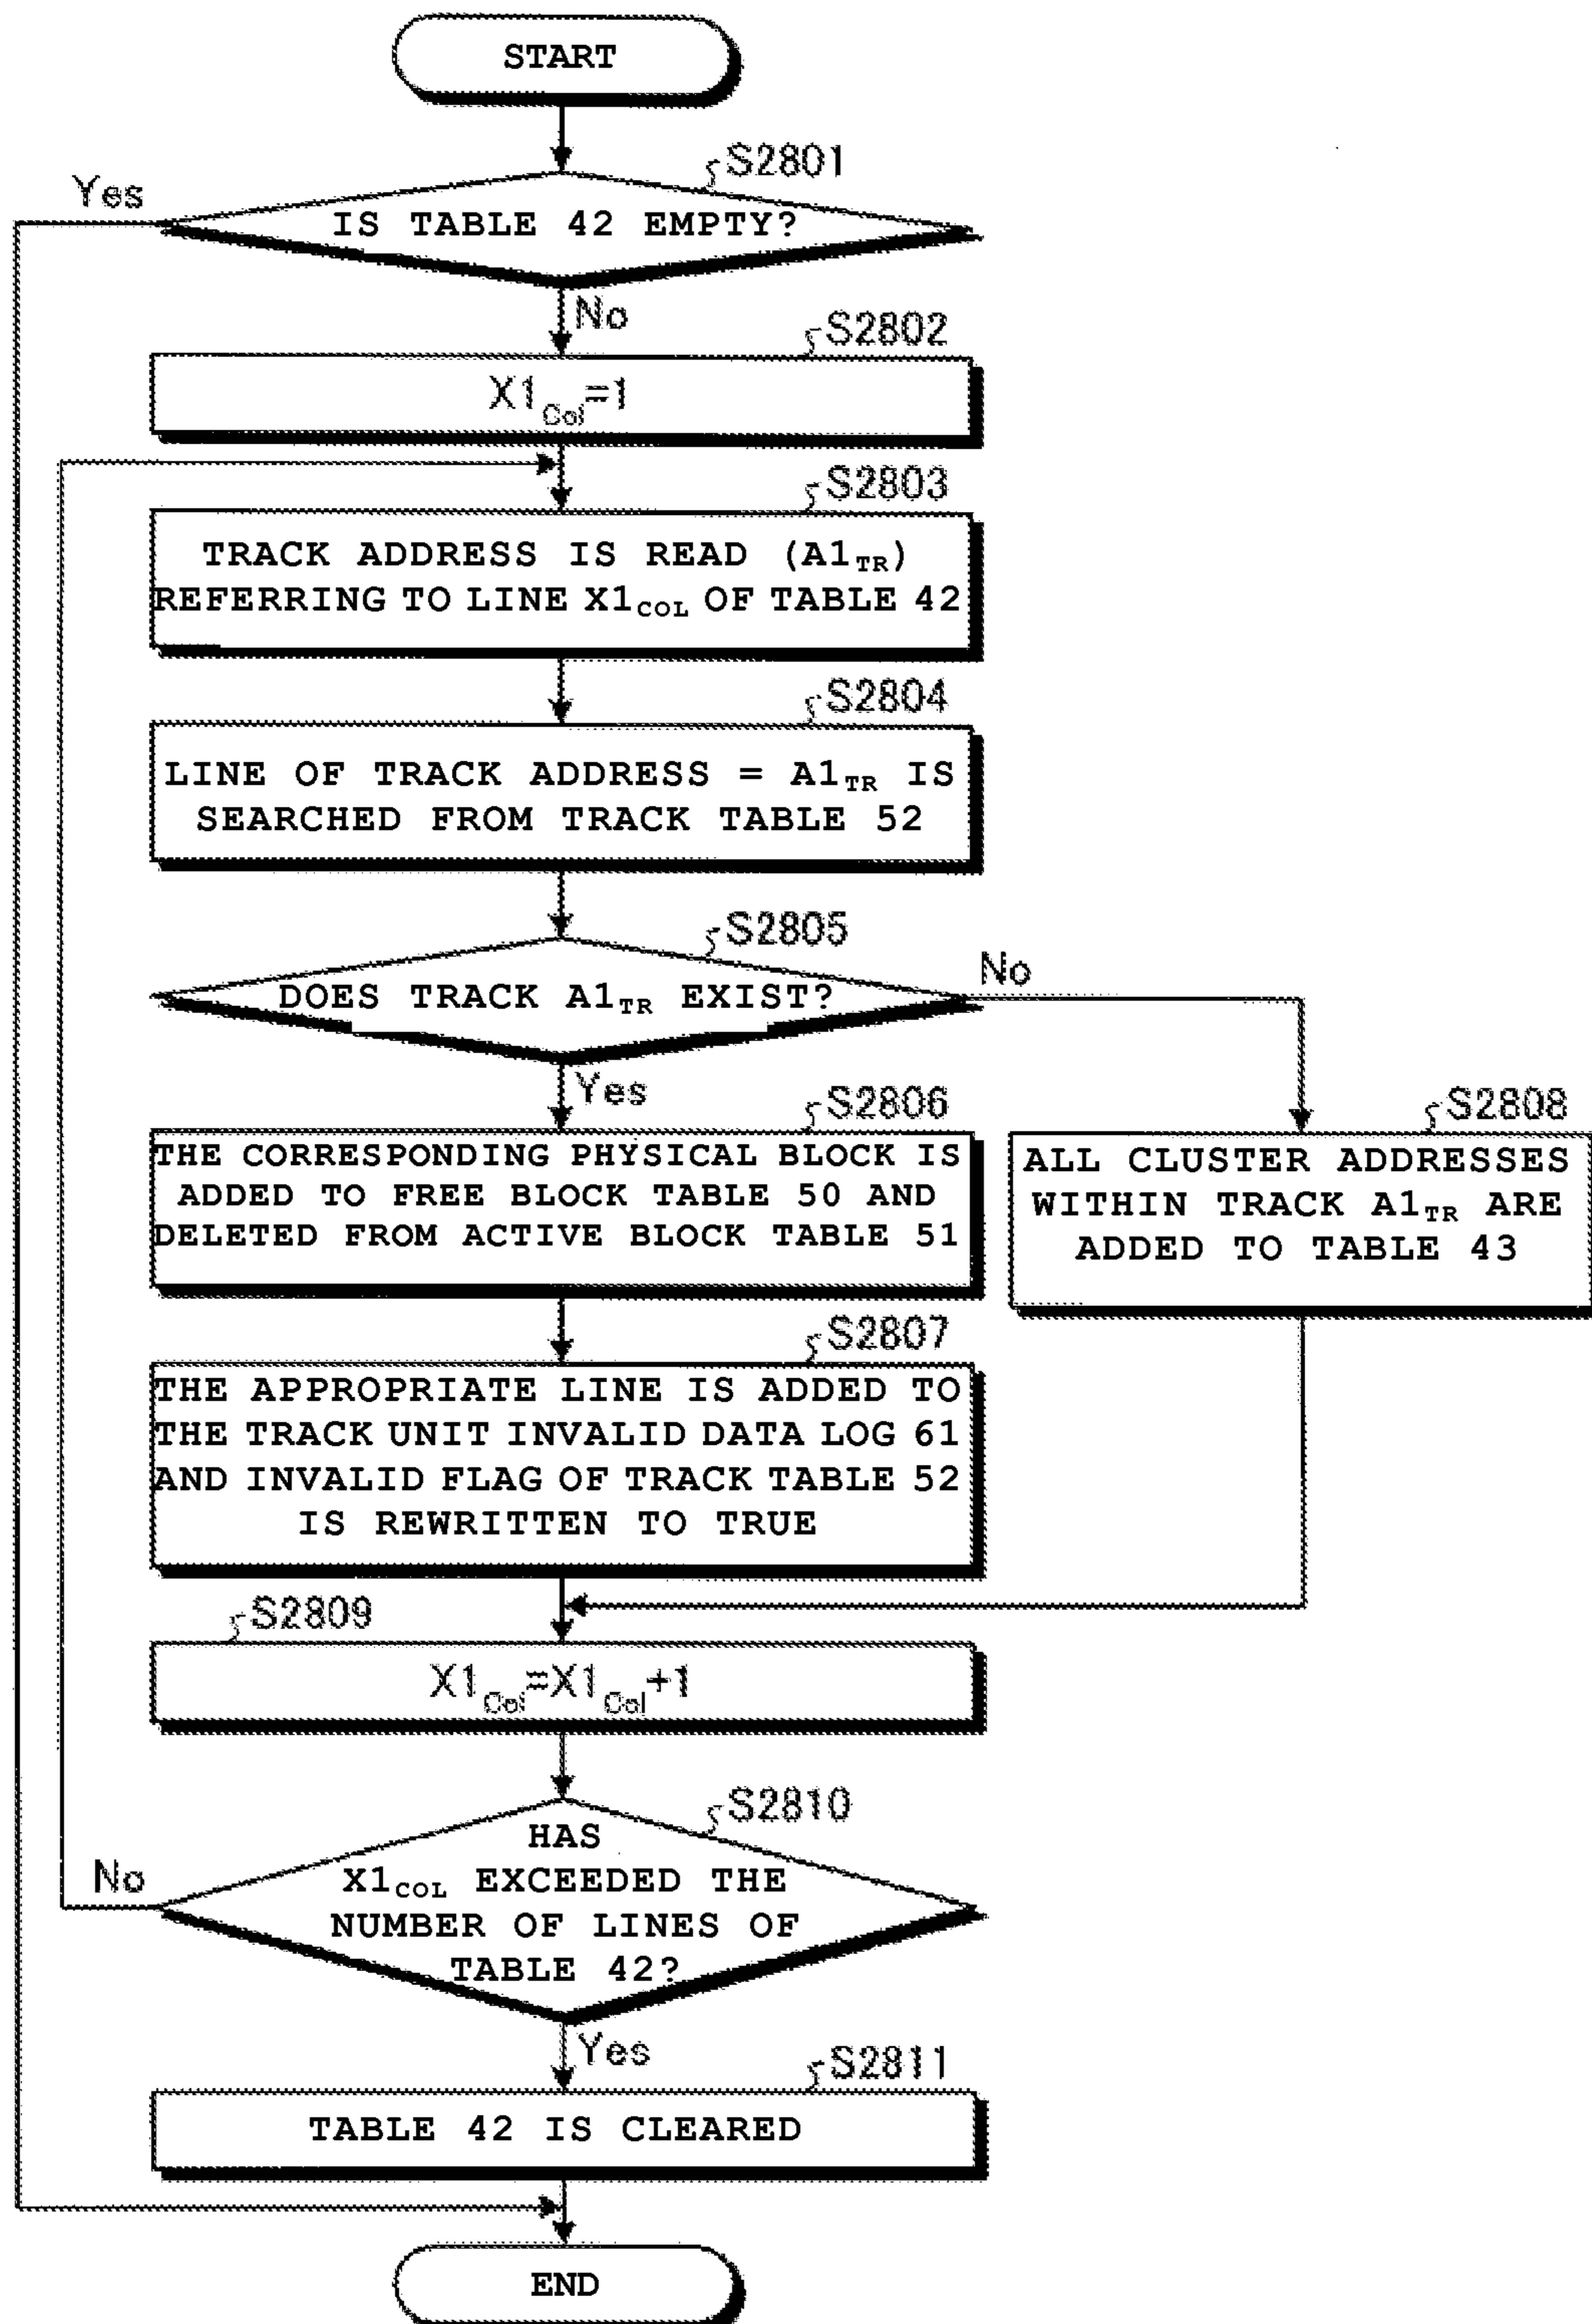 START
S2801
Yes
IS TABLE 42 EMPTY?
No
S2802
X1Col=1
S2803
TRACK ADDRESS IS READ (A1TR)
REFERRING TO LINE X1COL OF TABLE 42
S2804
LINE OF TRACK ADDRESS = A1TR IS
SEARCHED FROM TRACK TABLE 52
S2805
DOES TRACK A1TR EXIST?
No
Yes
S2806
THE CORRESPONDING PHYSICAL BLOCK IS
ADDED TO FREE BLOCK TABLE 50 AND
DELETED FROM ACTIVE BLOCK TABLE 51
S2808
ALL CLUSTER ADDRESSES
WITHIN TRACK A1TR ARE
ADDED TO TABLE 43
S2807
THE APPROPRIATE LINE IS ADDED TO
THE TRACK UNIT INVALID DATA LOG 61
AND INVALID FLAG OF TRACK TABLE 52
IS REWRITTEN TO TRUE
S2809
X1Col=X1Col+1
S2810
HAS
X1COL EXCEEDED THE
NUMBER OF LINES OF
TABLE 42?
No
Yes
S2811
TABLE 42 IS CLEARED
END